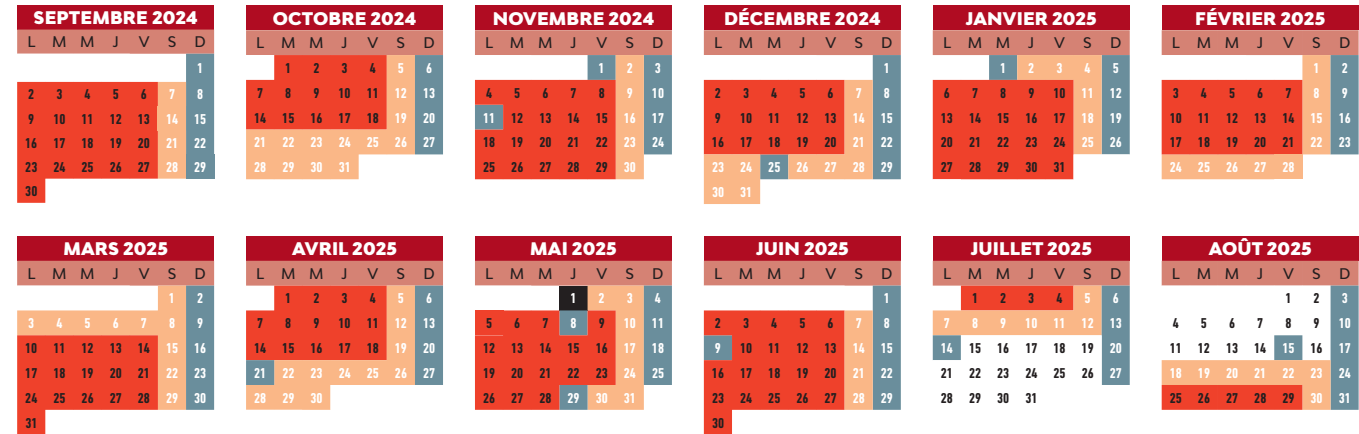 SEPTEMBRE 2024
L M M J V S D
1
2 3 4 5 6 7 8
9 10 11 12 13 14 15
16 17 18 19 20 21 22
23 24 25 26 27 28 29
30
OCTOBRE 2024
L M M J V S D
1 2 3 4 5 6
7 8 9 10 11 12 13
14 15 16 17 18 19 20
21 22 23 24 25 26 27
28 29 30 31
NOVEMBRE 2024
L M M J V S D
1 2 3
4 5 6 7 8 9 10
11 12 13 14 15 16 17
18 19 20 21 22 23 24
25 26 27 28 29 30
DÉCEMBRE 2024
L M M J V S D
1
2 3 4 5 6 7 8
9 10 11 12 13 14 15
16 17 18 19 20 21 22
23 24 25 26 27 28 29
30 31
JANVIER 2025
L M M J V S D
1 2 3 4 5
6 7 8 9 10 11 12
13 14 15 16 17 18 19
20 21 22 23 24 25 26
27 28 29 30 31
FÉVRIER 2025
L M M J V S D
1 2
3 4 5 6 7 8 9
10 11 12 13 14 15 16
17 18 19 20 21 22 23
24 25 26 27 28
MARS 2025
L M M J V S D
1 2
3 4 5 6 7 8 9
10 11 12 13 14 15 16
17 18 19 20 21 22 23
24 25 26 27 28 29 30
31
AVRIL 2025
L M M J V S D
1 2 3 4 5 6
7 8 9 10 11 12 13
14 15 16 17 18 19 20
21 22 23 24 25 26 27
28 29 30
MAI 2025
L M M J V S D
1 2 3 4
5 6 7 8 9 10 11
12 13 14 15 16 17 18
19 20 21 22 23 24 25
26 27 28 29 30 31
JUIN 2025
L M M J V S D
1
2 3 4 5 6 7 8
9 10 11 12 13 14 15
16 17 18 19 20 21 22
23 24 25 26 27 28 29
30
JUILLET 2025
L M M J V S D
1 2 3 4 5 6
7 8 9 10 11 12 13
14 15 16 17 18 19 20
21 22 23 24 25 26 27
28 29 30 31
AOÛT 2025
L M M J V S D
1 2 3
4 5 6 7 8 9 10
11 12 13 14 15 16 17
18 19 20 21 22 23 24
25 26 27 28 29 30 31